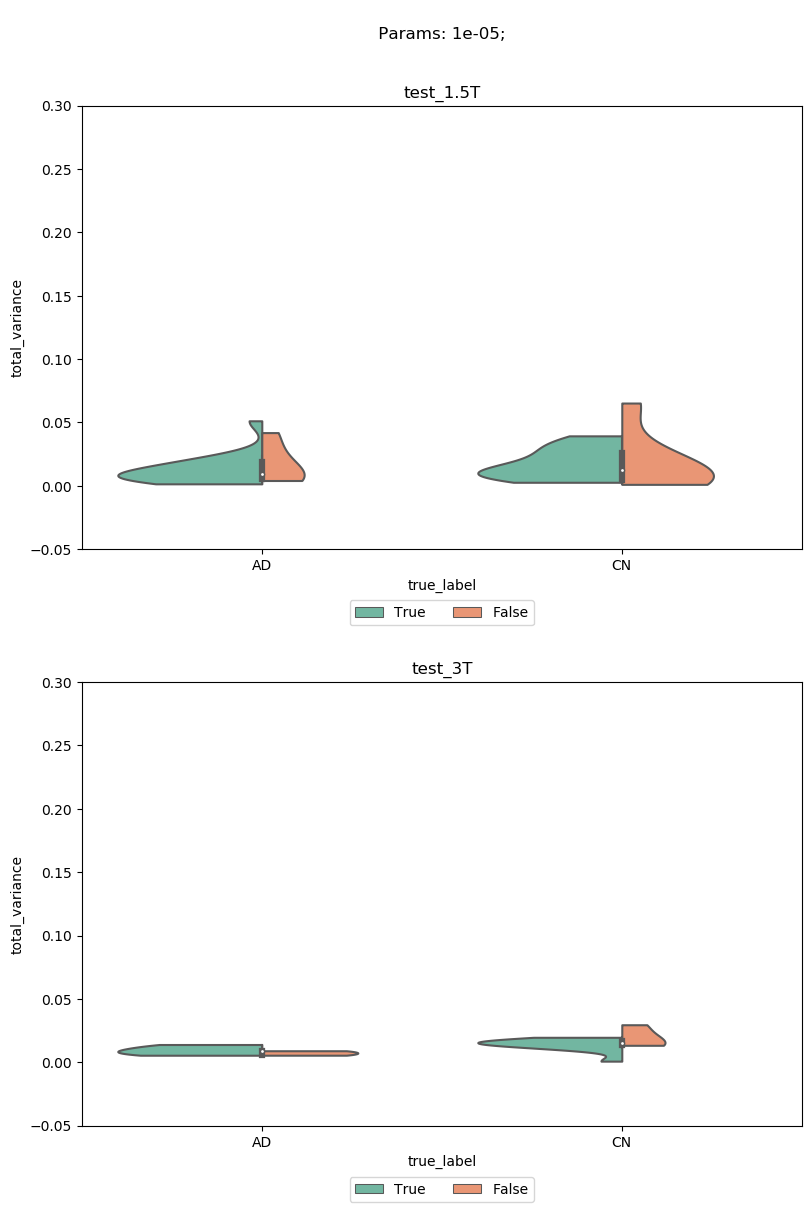 Params: 1e-05;
test_1.5T
0.30
0.25
0.20
0.15
0.10
0.05
0.00
−0.05
total_variance
AD CN
true_label
True False
test_3T
0.30
0.25
0.20
0.15
0.10
0.05
0.00
−0.05
total_variance
AD CN
true_label
True False